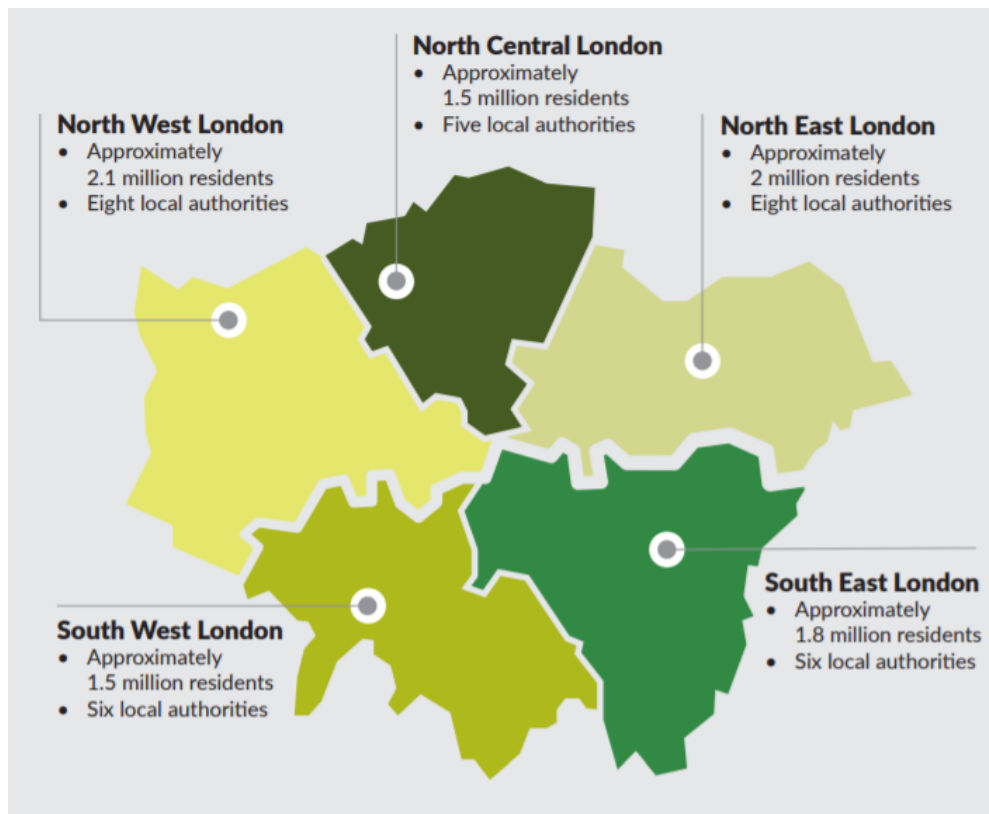 North Central London
• Approximately
1.5 million residents
• Five local authorities
North West London
• Approximately
2.1 million residents
• Eight local authorities
North East London
• Approximately
2 million residents
• Eight local authorities
South East London
• Approximately
1.8 million residents
• Six local authorities
South West London
• Approximately
1.5 million residents
• Six local authorities